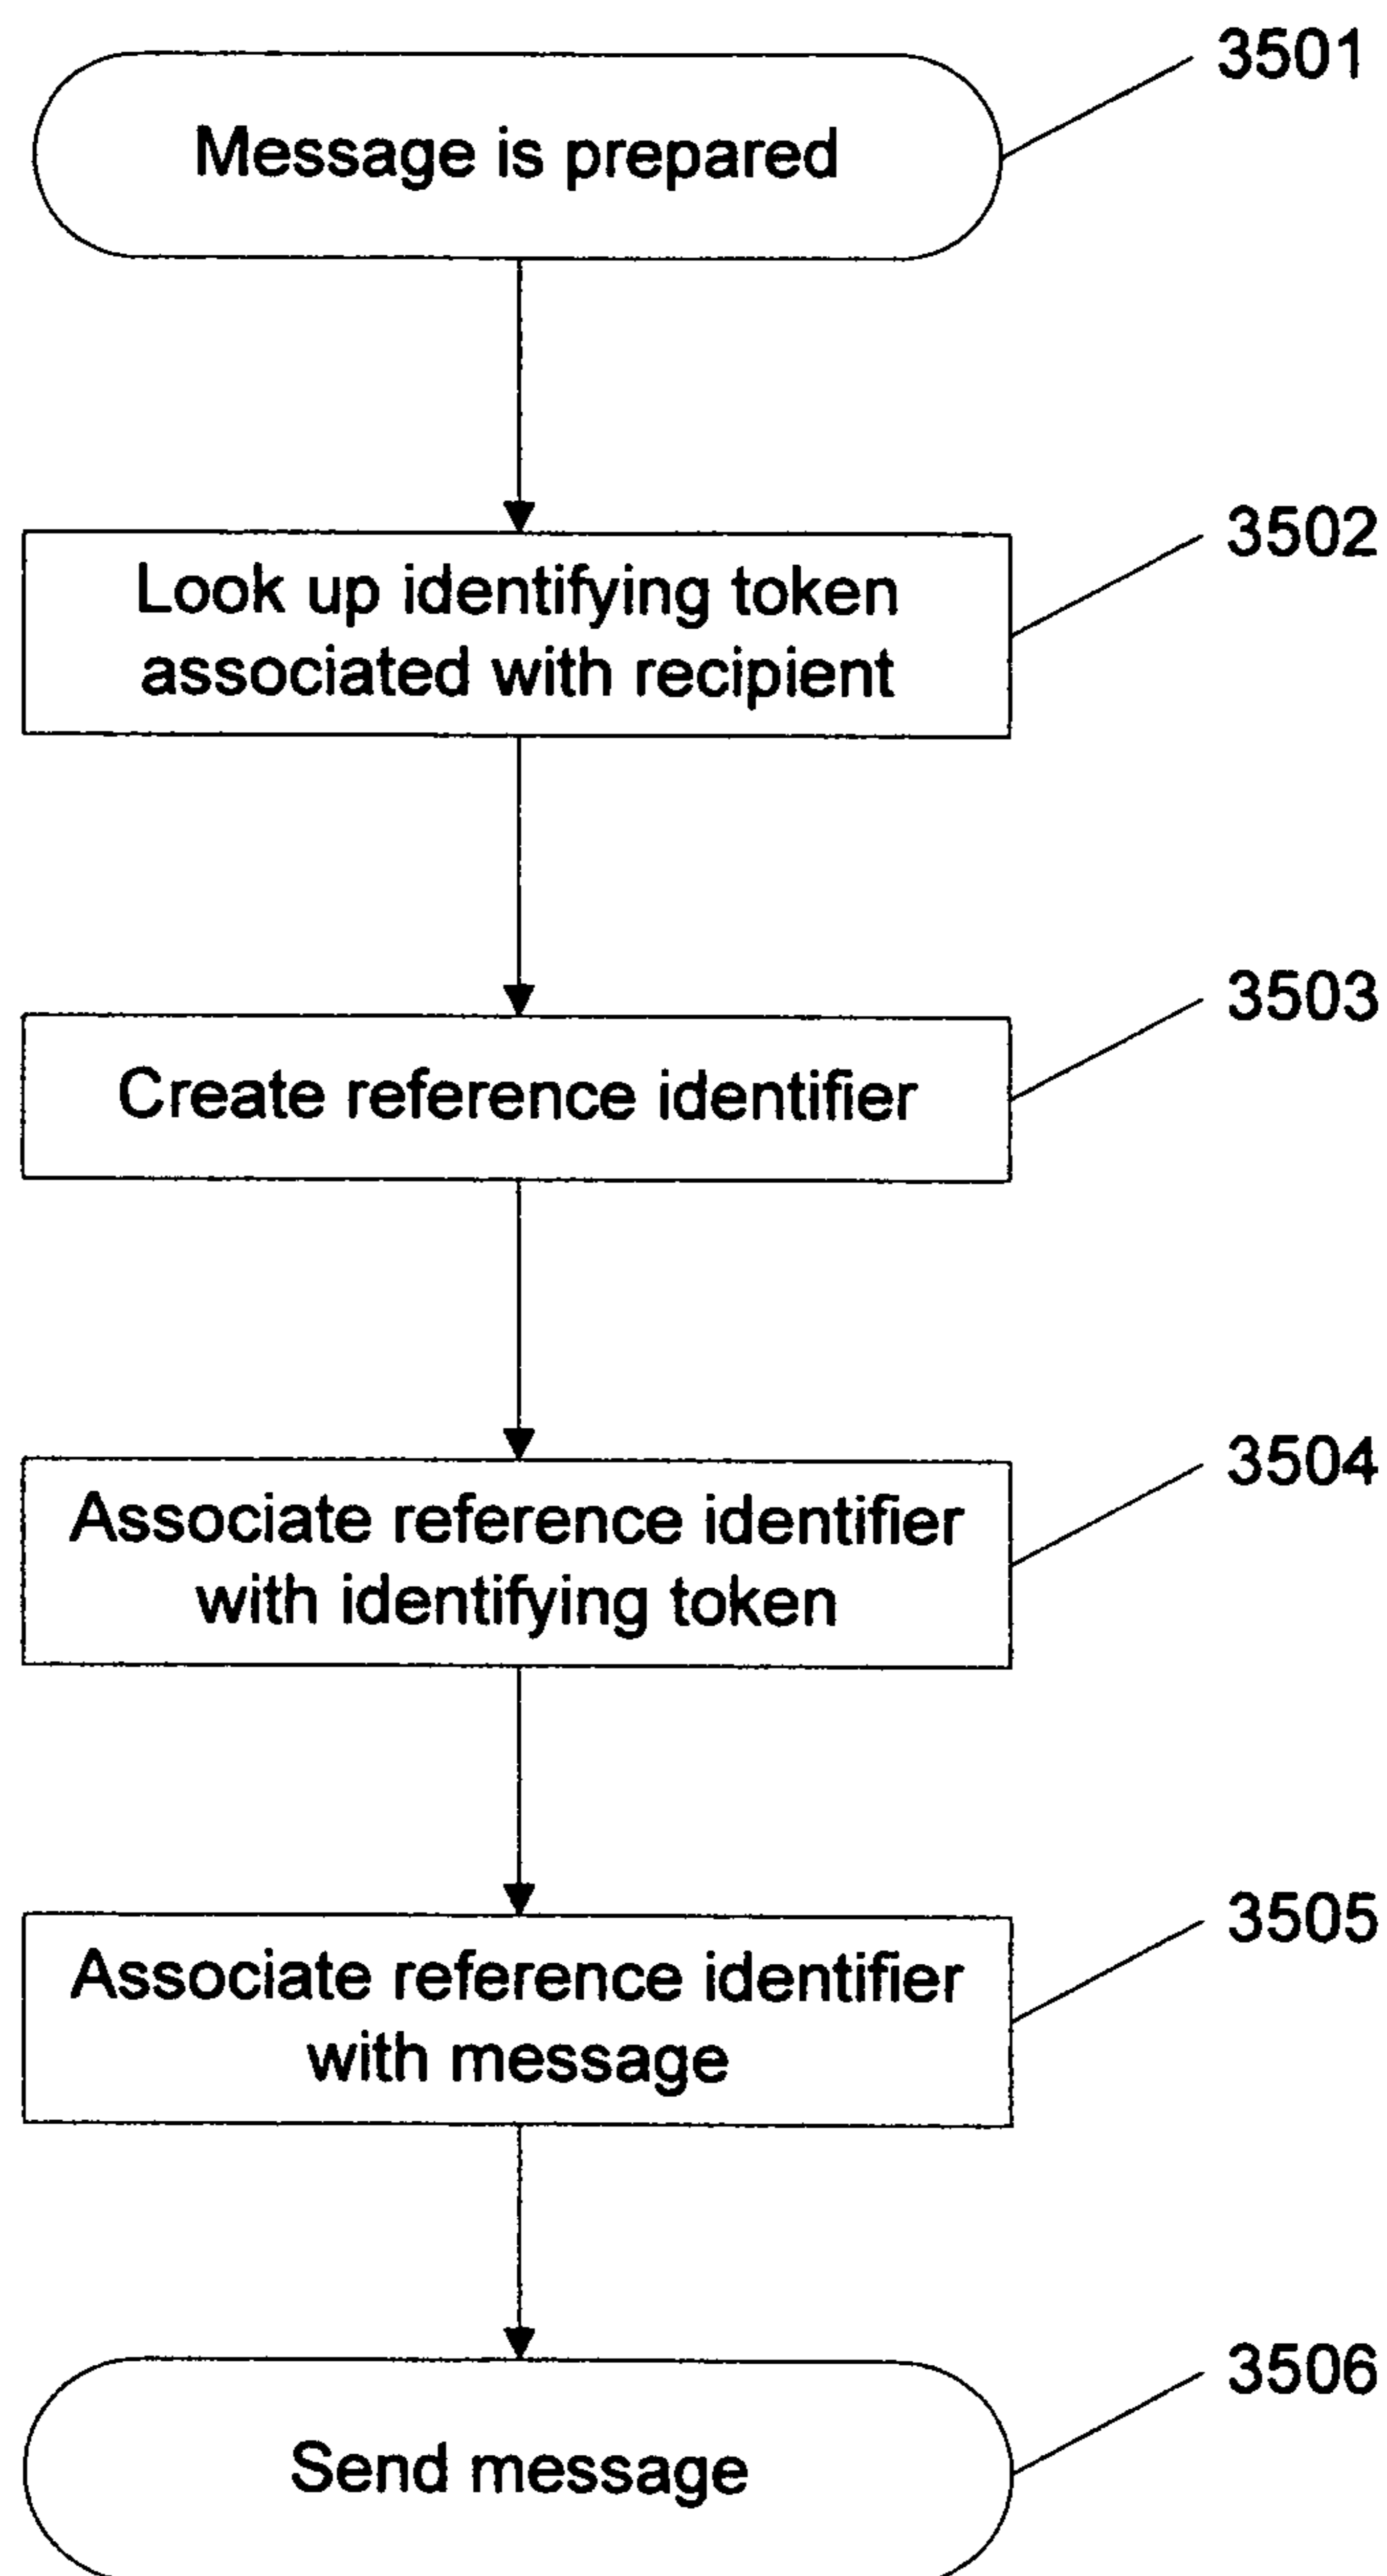 3501
Message is prepared
3502
Look up identifying token
associated with recipient
3503
Create reference identifier
3504
Associate reference identifier
with identifying token
3505
Associate reference identifier
with message
3506
Send message